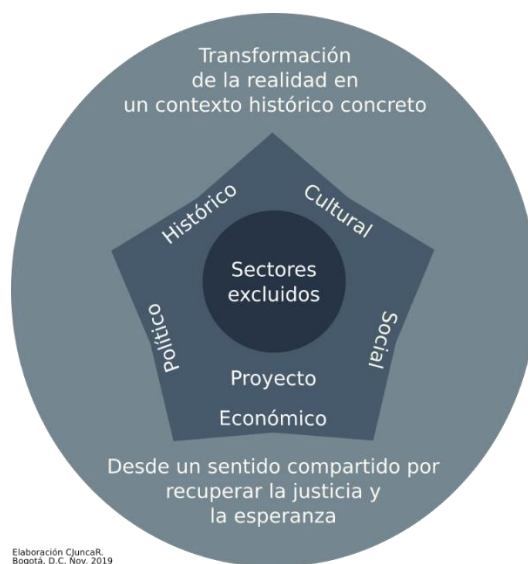 Transformación
de la realidad en
un contexto histórico concreto
Histórico
Cultural
Sectores
excluidos
Político
Social
Proyecto
Económico
Desde un sentido compartido por
recuperar la justicia y
la esperanza
Elaboración CJuncaR.
Bogotá, D.C. Nov. 2019